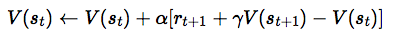 V(s_t) ← V(s_t) + α[r_{t+1} + γV(s_{t+1}) − V(s_t)]